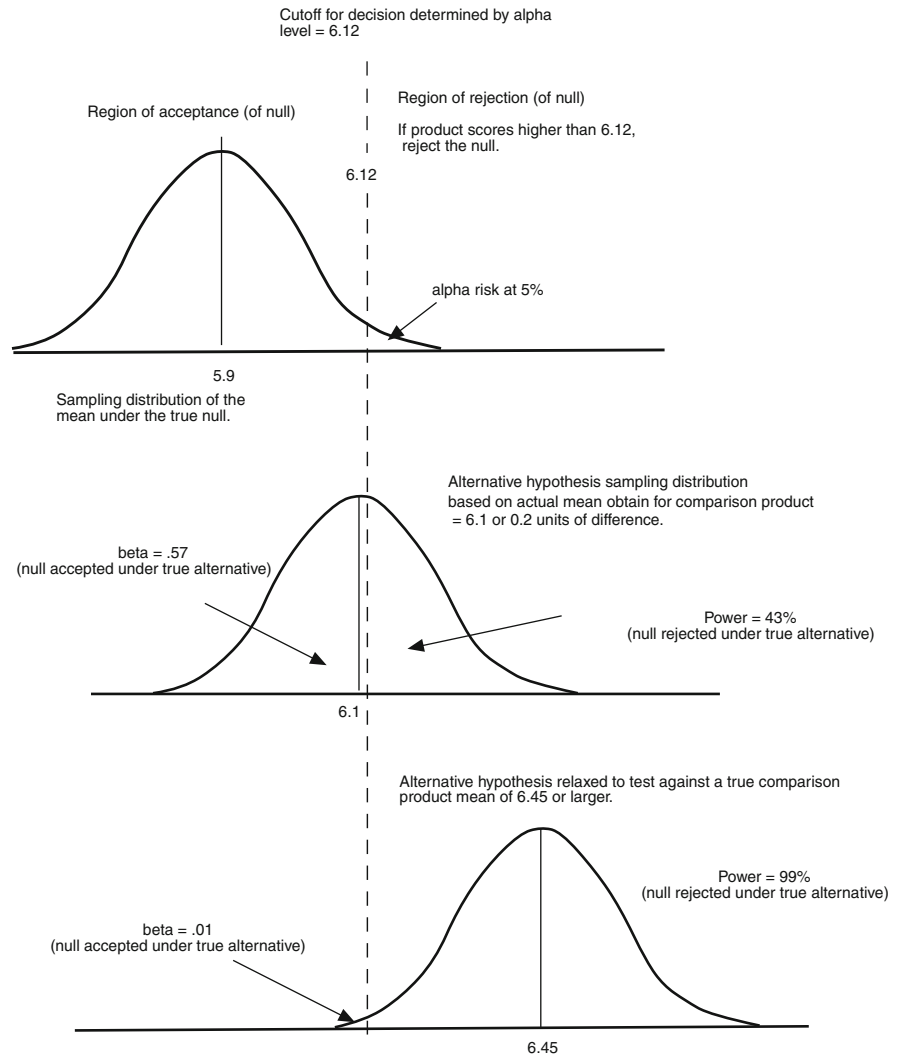 Cutoff for decision determined by alpha
level = 6.12
Region of acceptance (of null)
Region of rejection (of null)
If product scores higher than 6.12,
reject the null.
6.12
alpha risk at 5%
5.9
Sampling distribution of the
mean under the true null.
Alternative hypothesis sampling distribution
based on actual mean obtain for comparison product
= 6.1 or 0.2 units of difference.
beta = .57
(null accepted under true alternative)
Power = 43%
(null rejected under true alternative)
6.1
Alternative hypothesis relaxed to test against a true comparison
product mean of 6.45 or larger.
Power = 99%
(null rejected under true alternative)
beta = .01
(null accepted under true alternative)
6.45